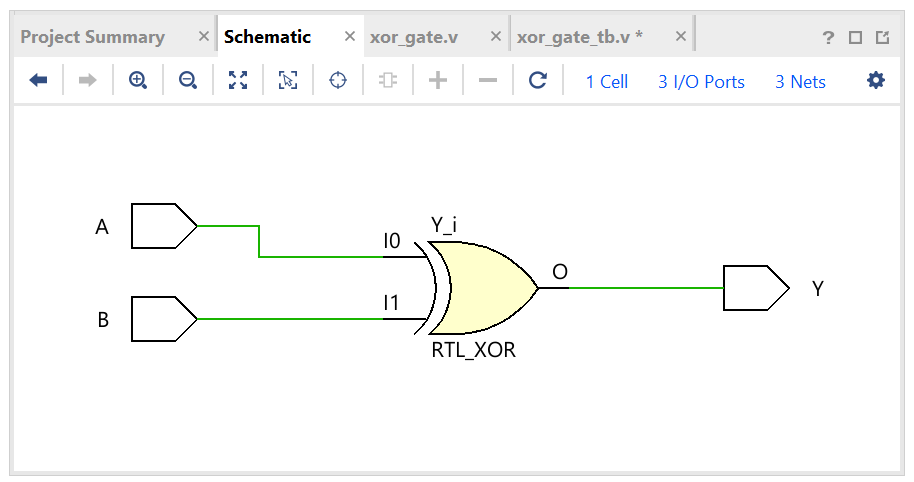 Project Summary × Schematic × xor_gate.v × xor_gate_tb.v * × ?
1 Cell 3 I/O Ports 3 Nets
A
B
I0
I1
Y_i
RTL_XOR
O
Y